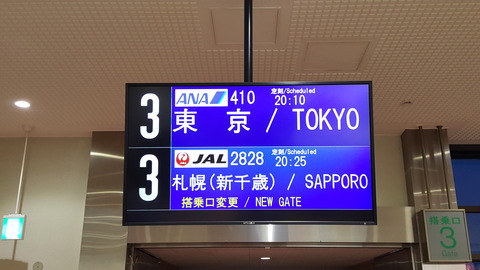 3 ANA 410 定刻/Scheduled 20:10
東京 / TOKYO
3 JAL 2828 定刻/Scheduled 20:25
札幌(新千歳) / SAPPORO
搭乗口変更 / NEW GATE
搭乗口
3
Gate